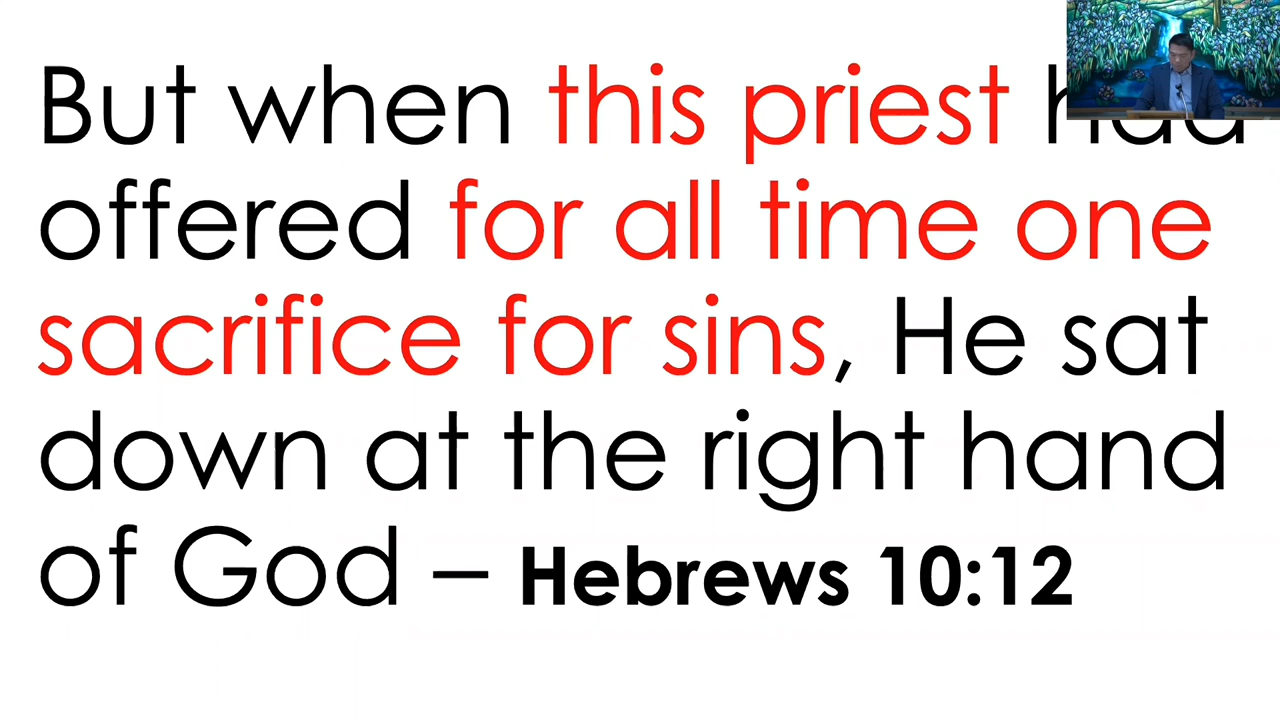 But when this priest had
offered for all time one
sacrifice for sins, He sat
down at the right hand
of God – Hebrews 10:12